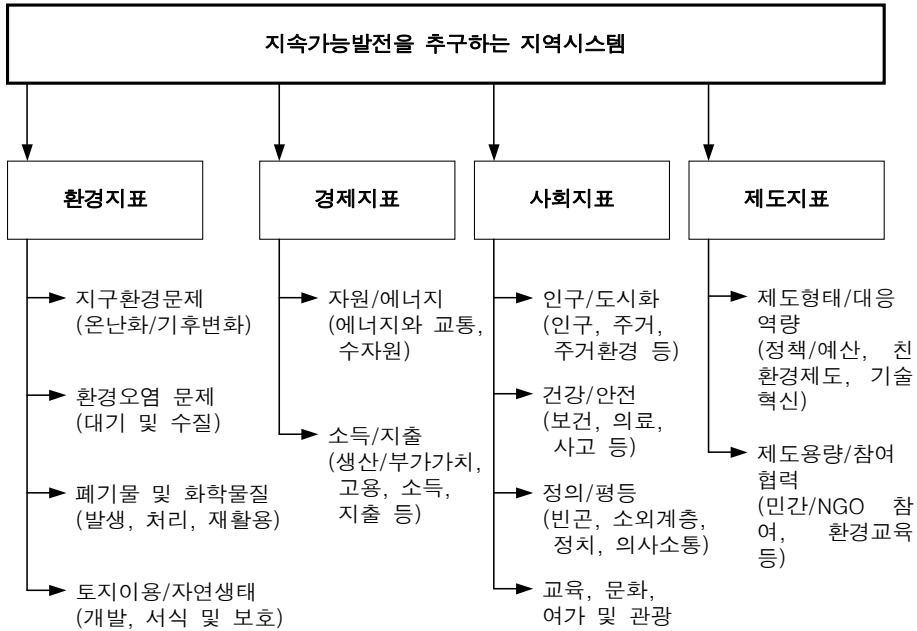 지속가능발전을 추구하는 지역시스템
환경지표
경제지표
사회지표
제도지표
지구환경문제
(온난화/기후변화)
환경오염 문제
(대기 및 수질)
폐기물 및 화학물질
(발생, 처리, 재활용)
토지이용/자연생태
(개발, 서식 및 보호)
자원/에너지
(에너지와 교통,
수자원)
소득/지출
(생산/부가가치,
고용, 소득,
지출 등)
인구/도시화
(인구, 주거,
주거환경 등)
건강/안전
(보건, 의료,
사고 등)
정의/평등
(빈곤, 소외계층,
정치, 의사소통)
교육, 문화,
여가 및 관광
제도형태/대응
역량
(정책/예산, 친
환경제도, 기술
혁신)
제도용량/참여
협력
(민간/NGO 참
여, 환경교육
등)